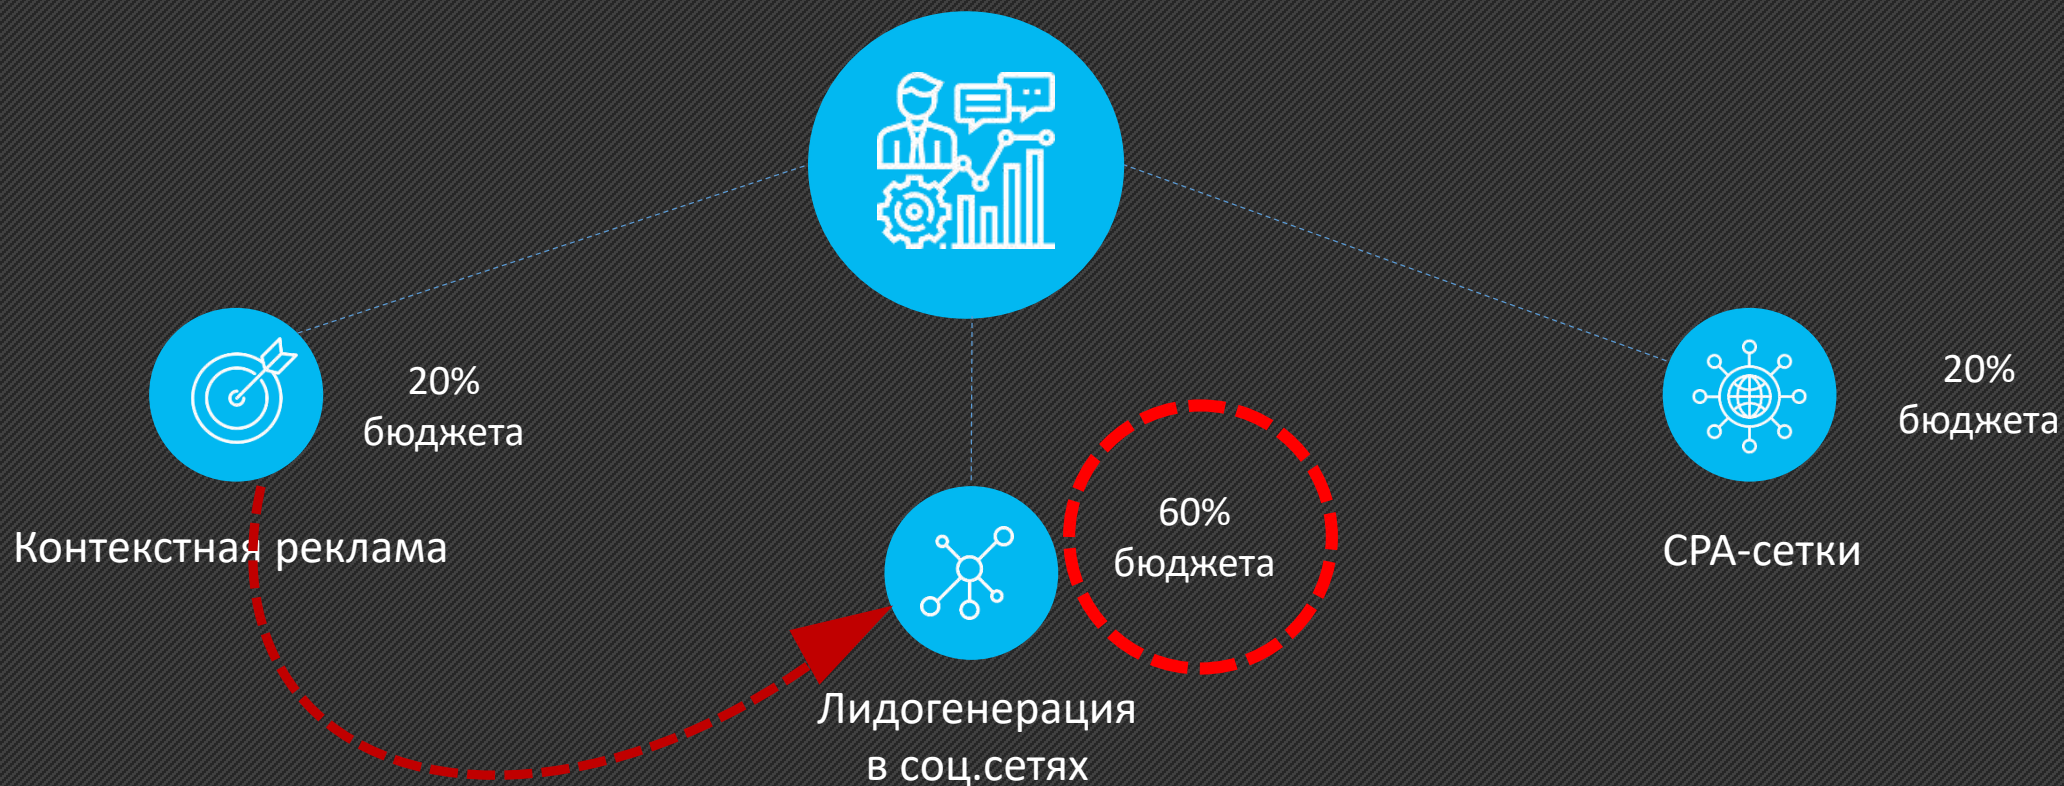 20%
бюджета
Контекстная реклама
60%
бюджета
Лидогенерация
в соц.сетях
20%
бюджета
CPA-сетки